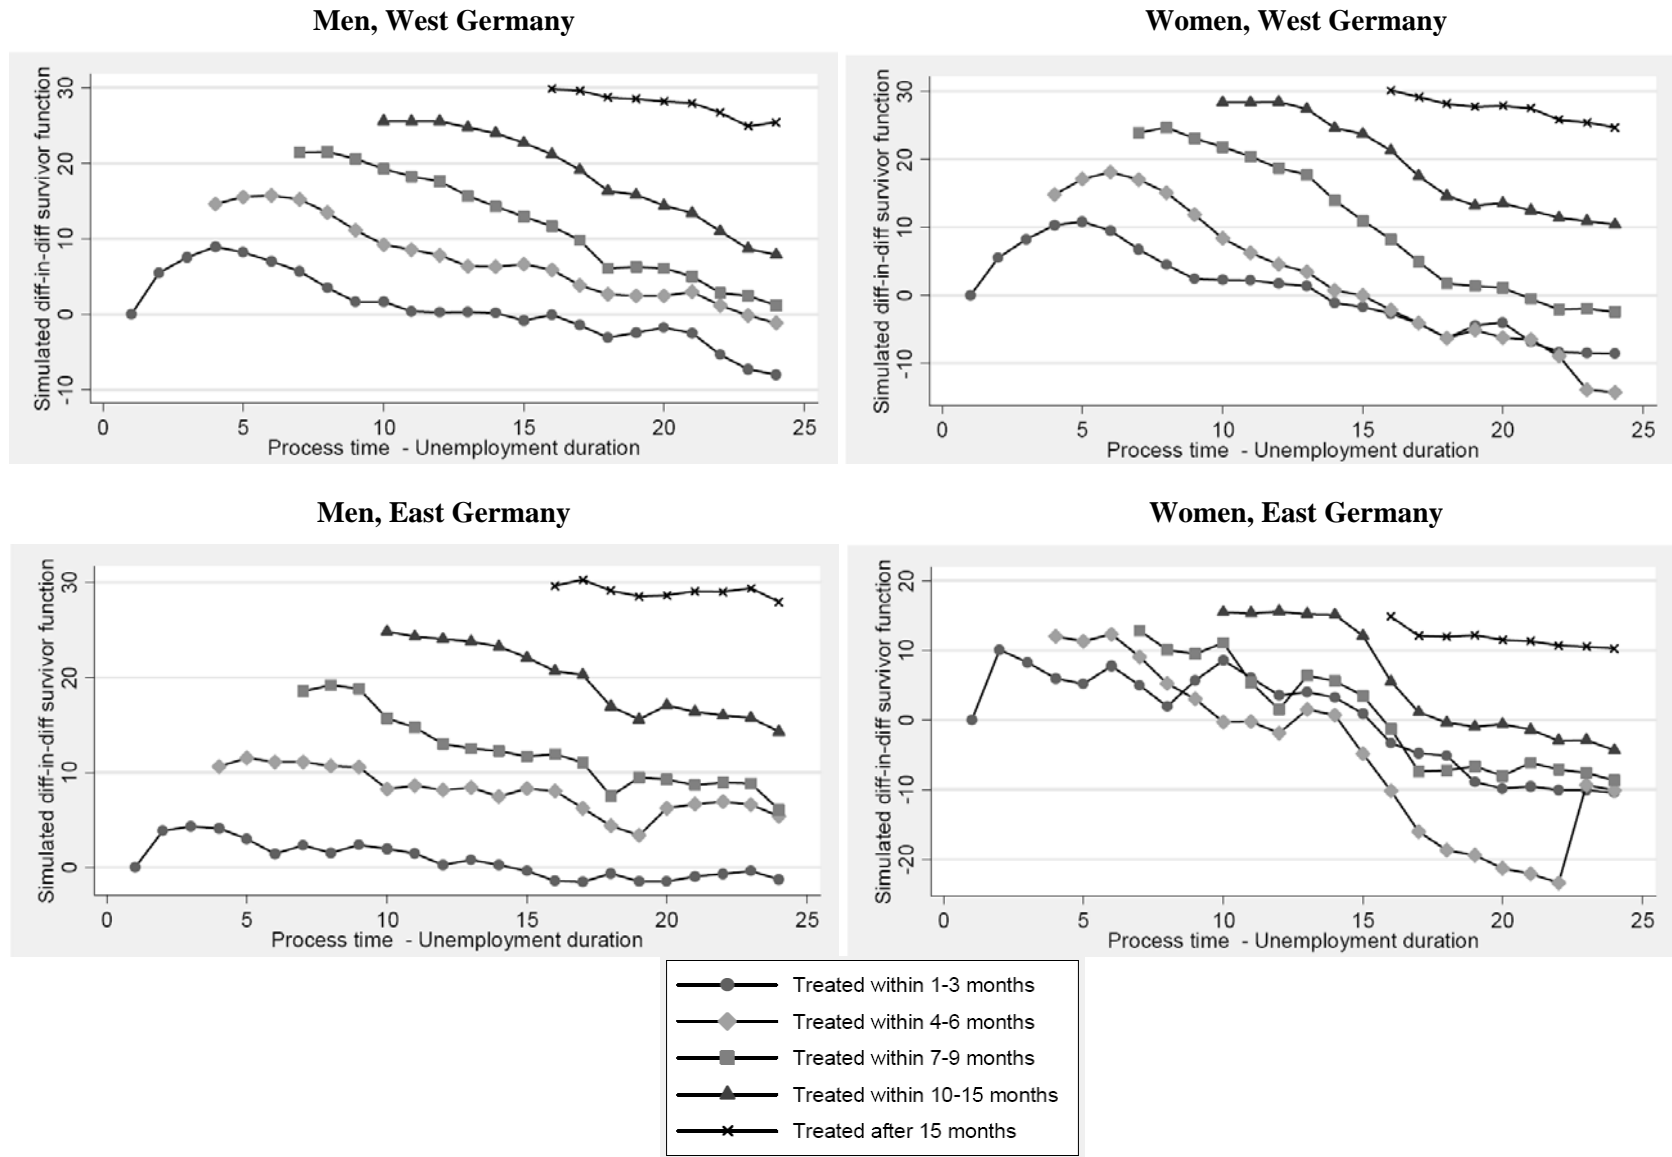 Men, West Germany
Simulated diff-in-diff survivor function
30
20
10
0
-10
0 5 10 15 20 25
Process time - Unemployment duration
Women, West Germany
Simulated diff-in-diff survivor function
30
20
10
0
-10
0 5 10 15 20 25
Process time - Unemployment duration
Men, East Germany
Simulated diff-in-diff survivor function
30
20
10
0
0 5 10 15 20 25
Process time - Unemployment duration
Women, East Germany
Simulated diff-in-diff survivor function
20
10
0
-10
-20
0 5 10 15 20 25
Process time - Unemployment duration
Treated within 1-3 months
Treated within 4-6 months
Treated within 7-9 months
Treated within 10-15 months
Treated after 15 months